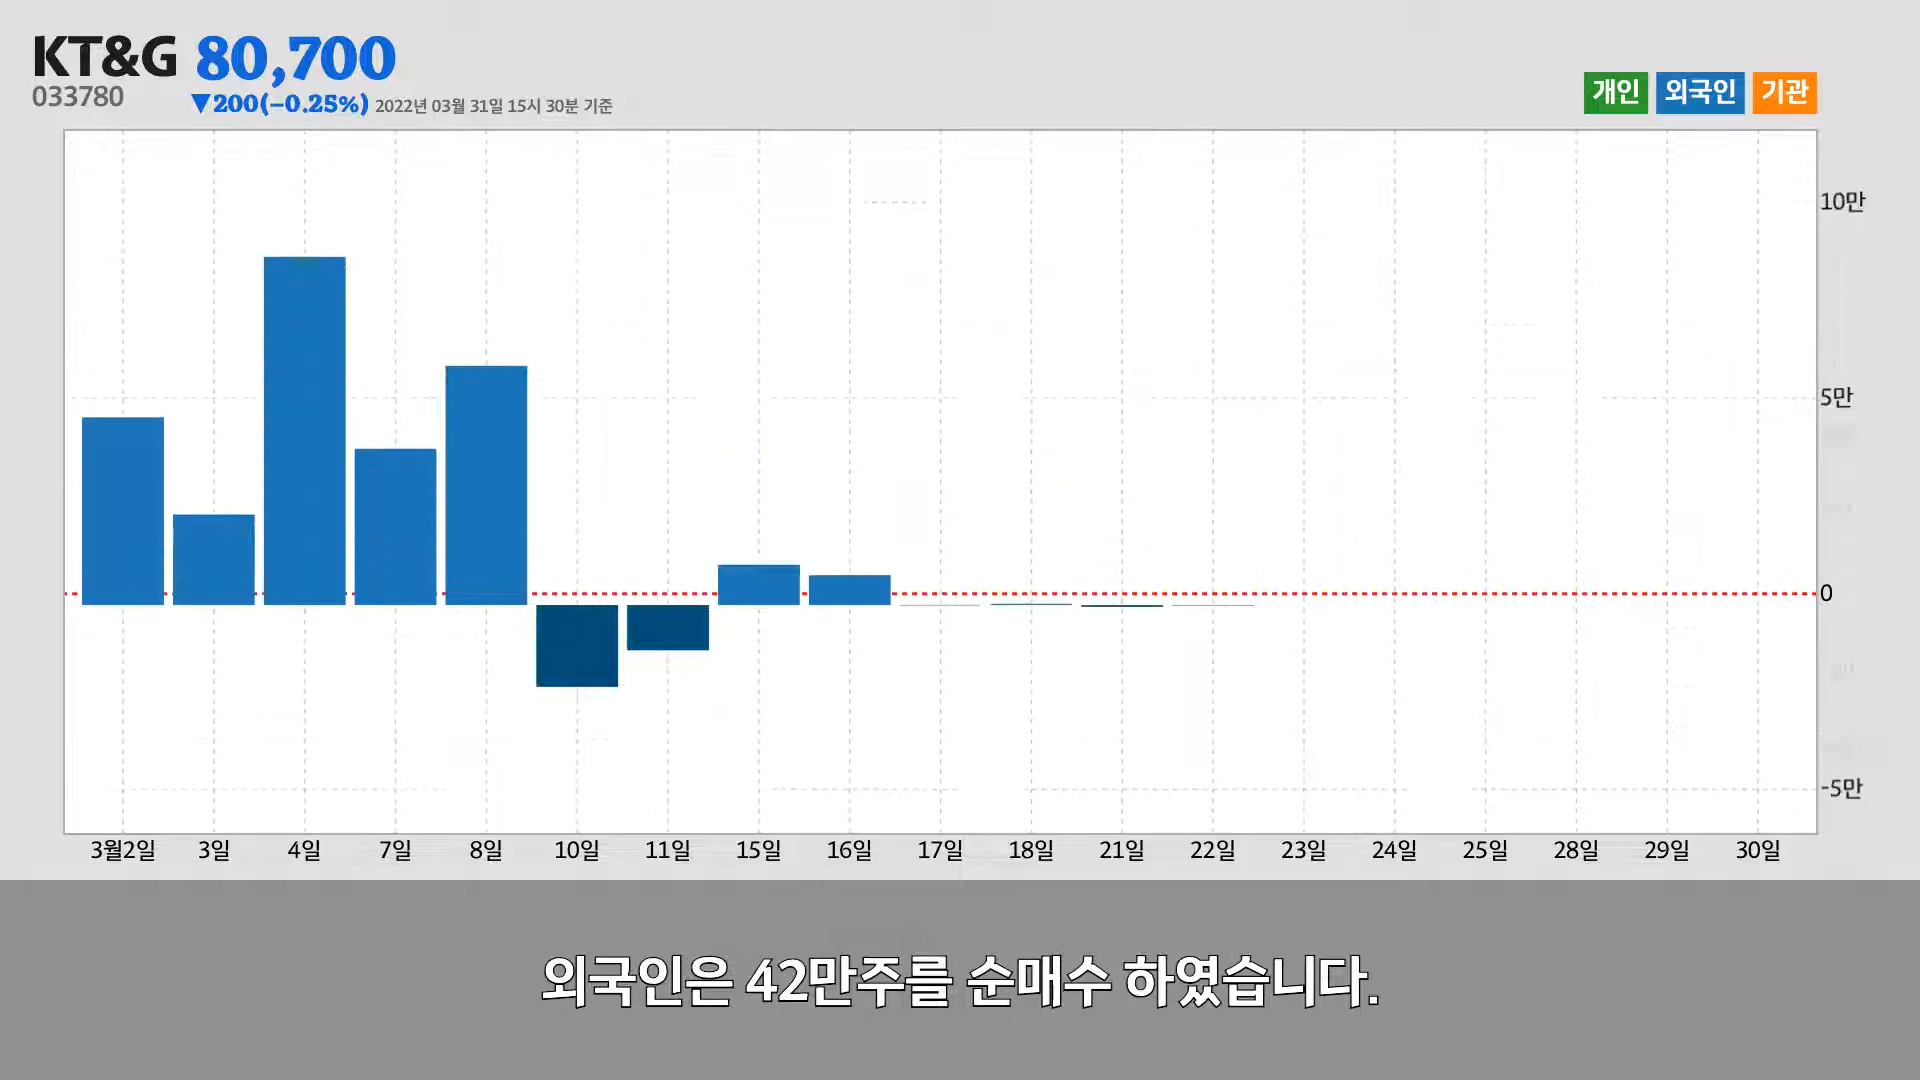 KT&G 80,700
033780
▼200(−0.25%) 2022년 03월 31일 15시 30분 기준
개인 외국인 기관
10만
5만
0
-5만
3월2일 3일 4일 7일 8일 10일 11일 15일 16일 17일 18일 21일 22일 23일 24일 25일 28일 29일 30일
외국인은 42만주를 순매수 하였습니다.